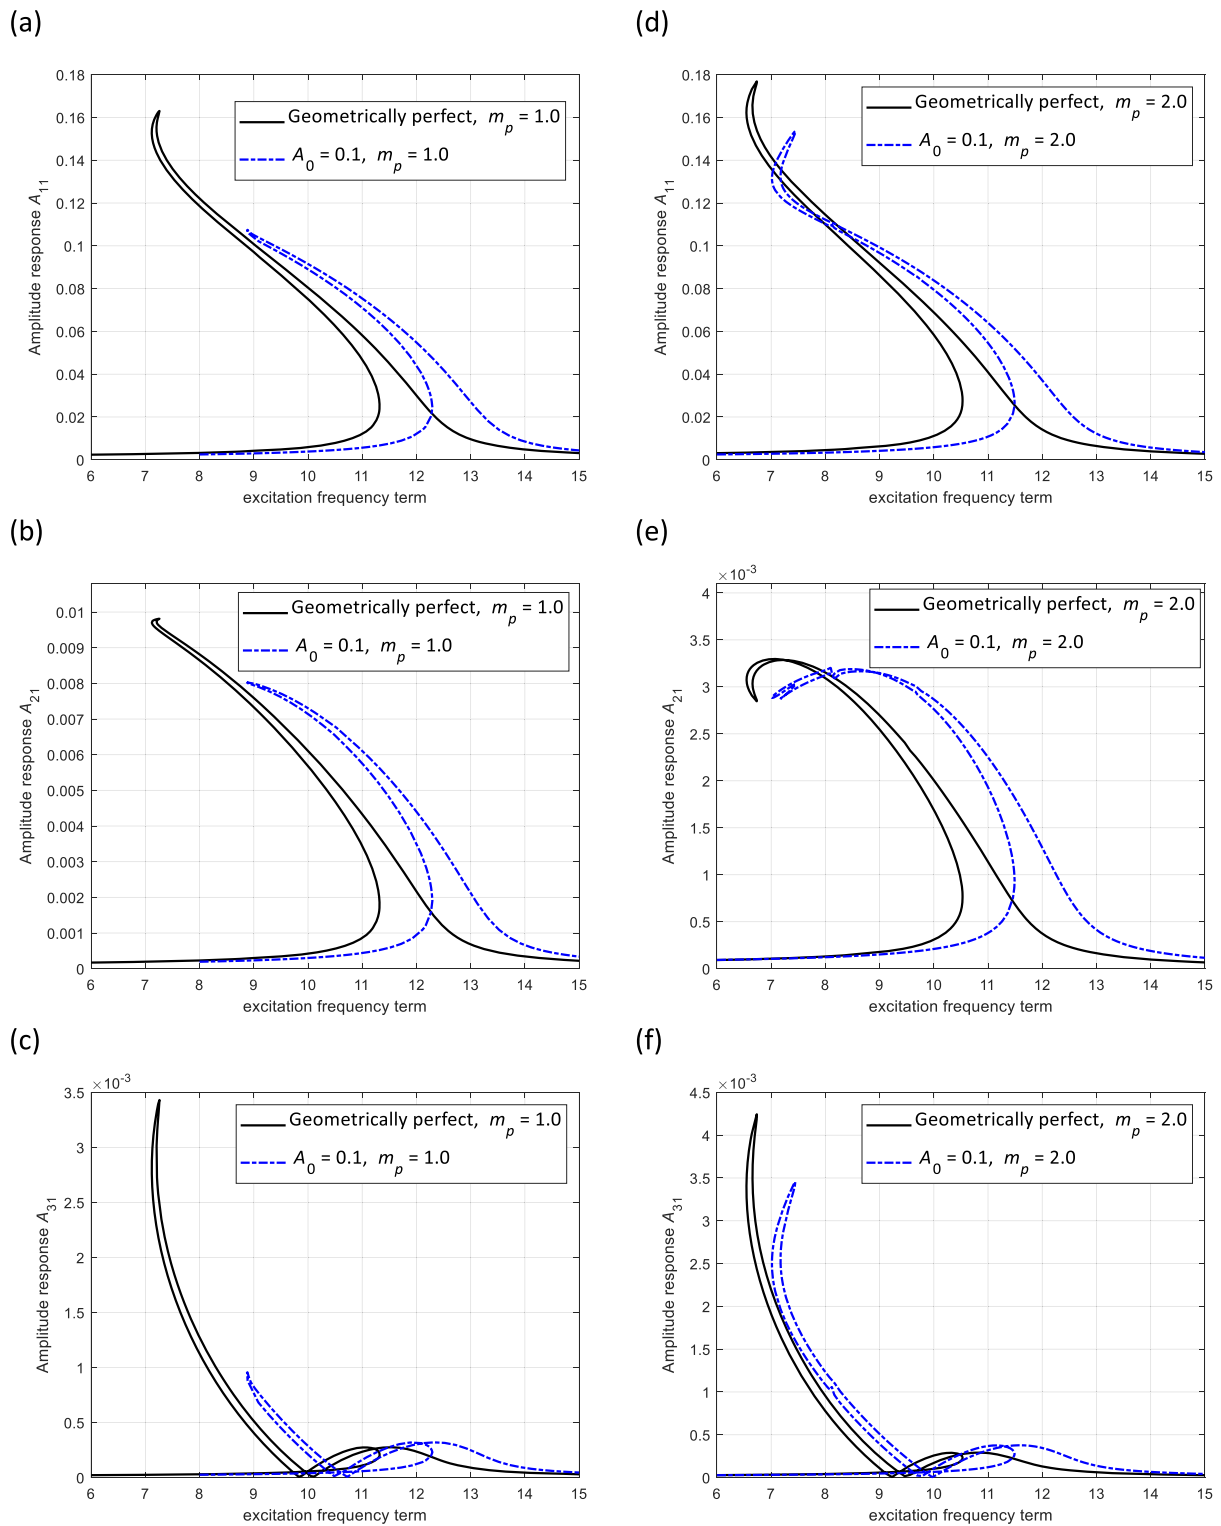 (a)
0.18
0.16
0.14
0.12
0.1
0.08
0.06
0.04
0.02
0
Amplitude response A11
Geometrically perfect, mp = 1.0
A0 = 0.1, mp = 1.0
6 7 8 9 10 11 12 13 14 15
excitation frequency term
(d)
0.18
0.16
0.14
0.12
0.1
0.08
0.06
0.04
0.02
0
Amplitude response A11
Geometrically perfect, mp = 2.0
A0 = 0.1, mp = 2.0
6 7 8 9 10 11 12 13 14 15
excitation frequency term
(b)
0.01
0.009
0.008
0.007
0.006
0.005
0.004
0.003
0.002
0.001
0
Amplitude response A21
Geometrically perfect, mp = 1.0
A0 = 0.1, mp = 1.0
6 7 8 9 10 11 12 13 14 15
excitation frequency term
(e)
×10-3
4
3.5
3
2.5
2
1.5
1
0.5
0
Amplitude response A21
Geometrically perfect, mp = 2.0
A0 = 0.1, mp = 2.0
6 7 8 9 10 11 12 13 14 15
excitation frequency term
(c)
×10-3
3.5
3
2.5
2
1.5
1
0.5
0
Amplitude response A31
Geometrically perfect, mp = 1.0
A0 = 0.1, mp = 1.0
6 7 8 9 10 11 12 13 14 15
excitation frequency term
(f)
×10-3
4.5
4
3.5
3
2.5
2
1.5
1
0.5
0
Amplitude response A31
Geometrically perfect, mp = 2.0
A0 = 0.1, mp = 2.0
6 7 8 9 10 11 12 13 14 15
excitation frequency term